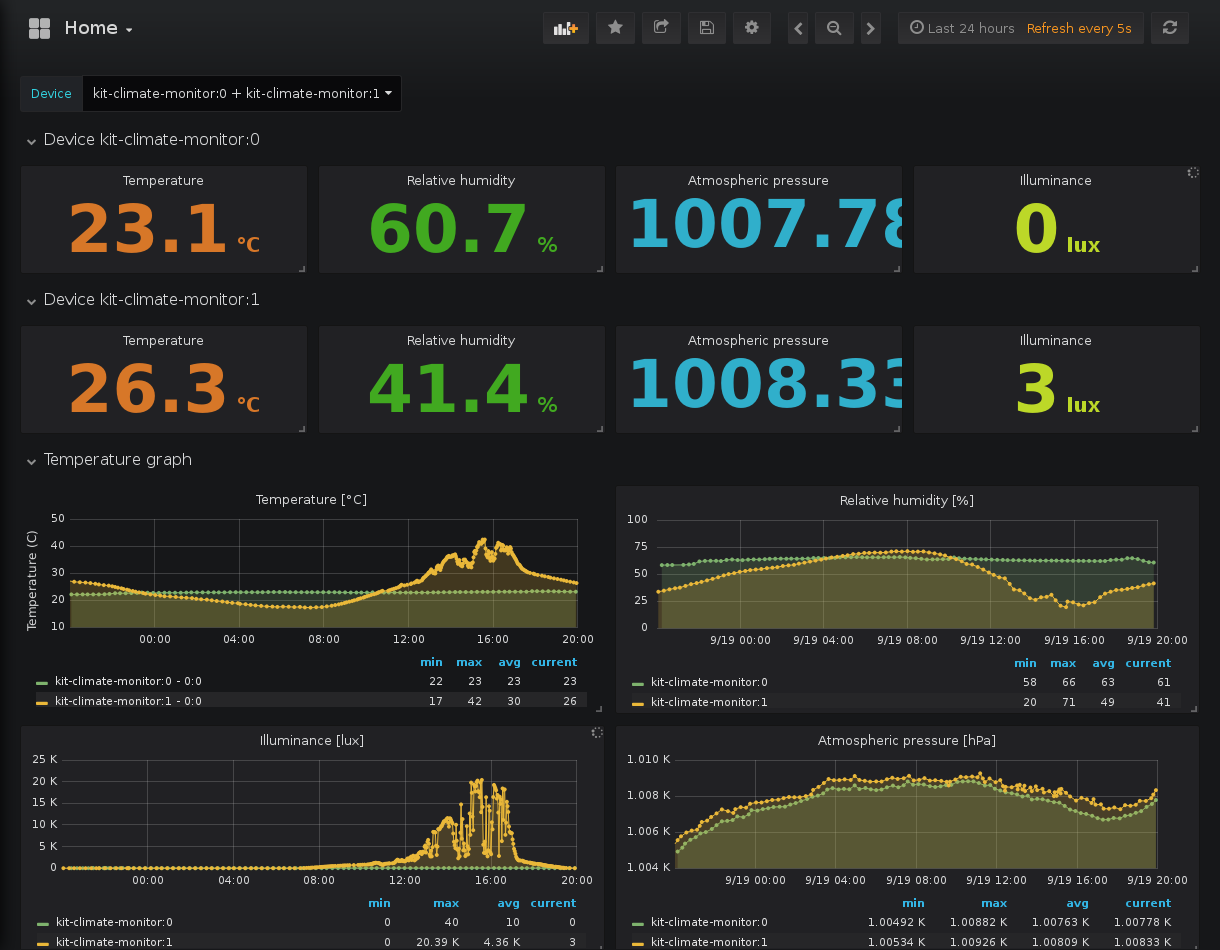 Home
Last 24 hours Refresh every 5s
Device kit-climate-monitor:0 + kit-climate-monitor:1
Device kit-climate-monitor:0
Temperature Relative humidity Atmospheric pressure Illuminance
23.1 °C 60.7 % 1007.78 0 lux
Device kit-climate-monitor:1
Temperature Relative humidity Atmospheric pressure Illuminance
26.3 °C 41.4 % 1008.33 3 lux
Temperature graph
Temperature [°C]
Temperature (C)
50
40
30
20
10
00:00 04:00 08:00 12:00 16:00 20:00
min max avg current
kit-climate-monitor:0 - 0:0 22 23 23 23
kit-climate-monitor:1 - 0:0 17 42 30 26
Relative humidity [%]
100
75
50
25
0
9/19 00:00 9/19 04:00 9/19 08:00 9/19 12:00 9/19 16:00 9/19 20:00
min max avg current
kit-climate-monitor:0 58 66 63 61
kit-climate-monitor:1 20 71 49 41
Illuminance [lux]
25 K
20 K
15 K
10 K
5 K
0
00:00 04:00 08:00 12:00 16:00 20:00
min max avg current
kit-climate-monitor:0 0 40 10 0
kit-climate-monitor:1 0 20.39 K 4.36 K 3
Atmospheric pressure [hPa]
1.010 K
1.008 K
1.006 K
1.004 K
9/19 00:00 9/19 04:00 9/19 08:00 9/19 12:00 9/19 16:00 9/19 20:00
min max avg current
kit-climate-monitor:0 1.00492 K 1.00882 K 1.00763 K 1.00778 K
kit-climate-monitor:1 1.00534 K 1.00926 K 1.00809 K 1.00833 K